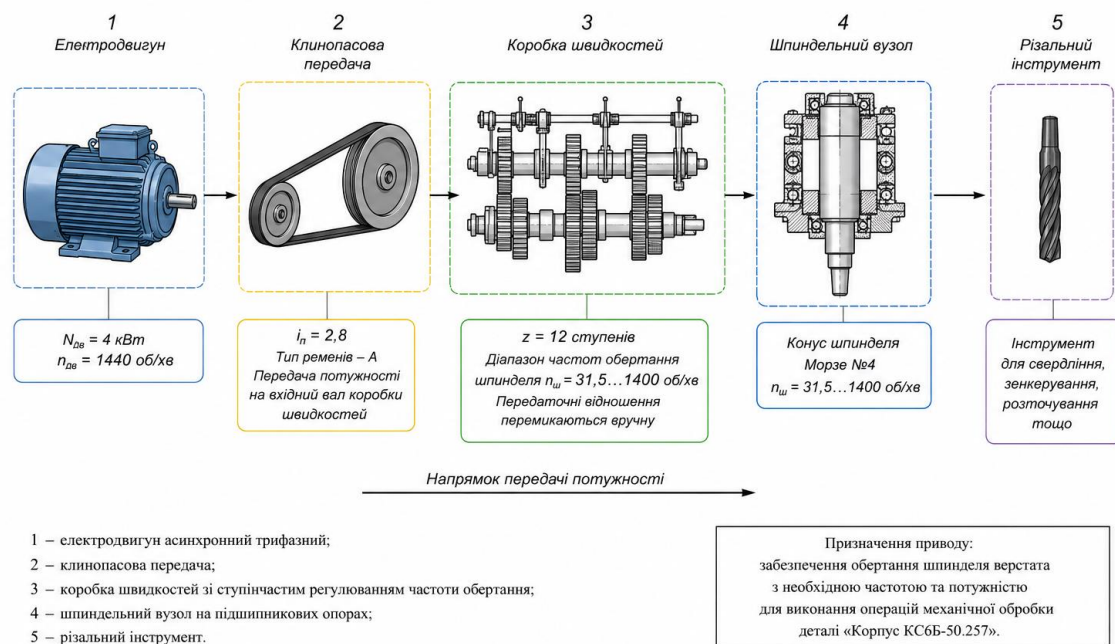 1
Електродвигун
2
Клинопасова
передача
3
Коробка швидкостей
4
Шпиндельний вузол
5
Різальний
інструмент
Nдв = 4 кВт
nдв = 1440 об/хв
iп = 2,8
Тип ременів – А
Передача потужності
на вхідний вал коробки
швидкостей
z = 12 ступенів
Діапазон частот обертання
шпинделя nш = 31,5…1400 об/хв
Передаточні відношення
перемикаються вручну
Конус шпинделя
Морзе №4
nш = 31,5…1400 об/хв
Інструмент
для свердління,
зенкерування,
розточування
тощо
Напрямок передачі потужності
1 – електродвигун асинхронний трифазний;
2 – клинопасова передача;
3 – коробка швидкостей зі ступінчастим регулюванням частоти обертання;
4 – шпиндельний вузол на підшипникових опорах;
5 – різальний інструмент.
Призначення приводу:
забезпечення обертання шпинделя верстата
з необхідною частотою та потужністю
для виконання операцій механічної обробки
деталі «Корпус КС6Б-50.257».